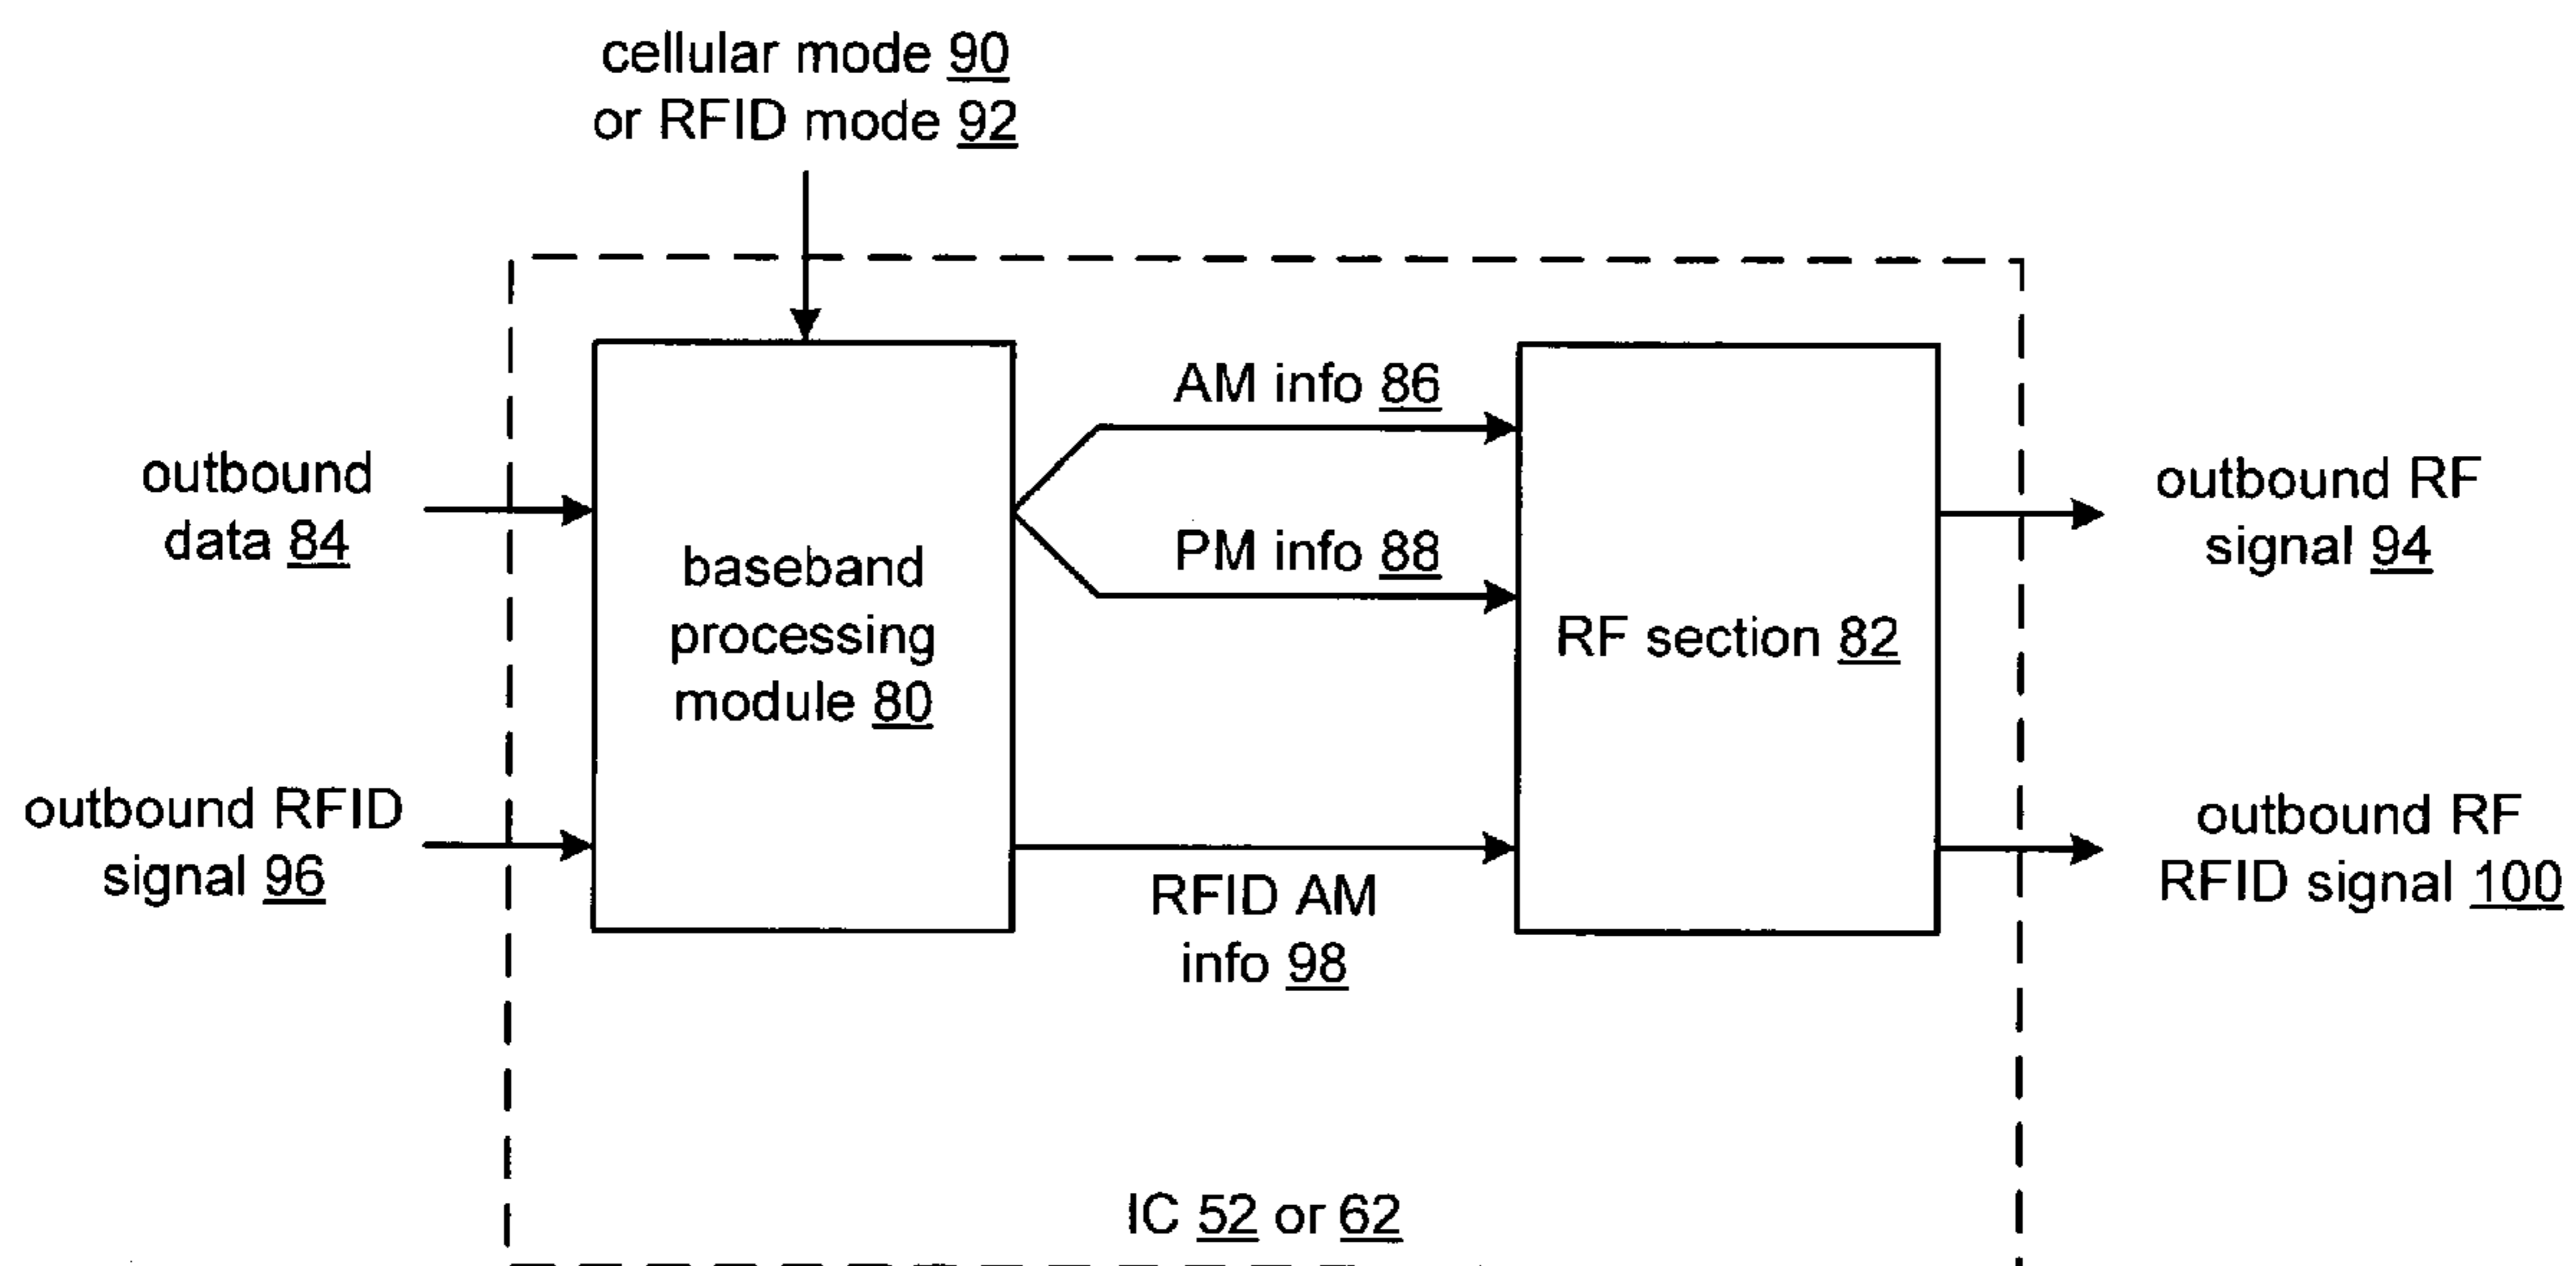 cellular mode 90
or RFID mode 92
AM info 86
outbound
data 84
PM info 88
baseband
processing
module 80
RF section 82
outbound RF
signal 94
outbound RFID
signal 96
RFID AM
info 98
outbound RF
RFID signal 100
IC 52 or 62